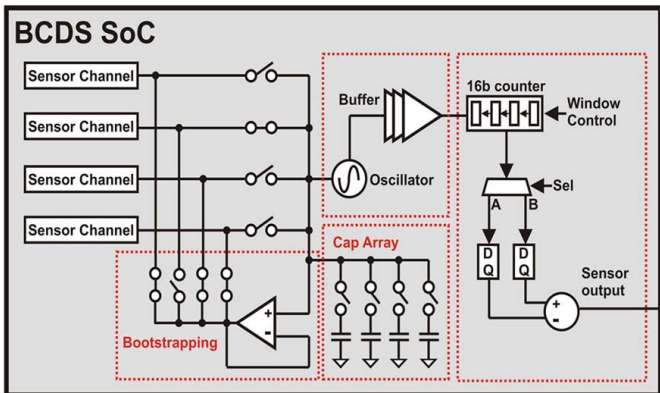 BCDS SoC
Sensor Channel
Sensor Channel
Sensor Channel
Sensor Channel
Buffer
Oscillator
16b counter
Window
Control
Sel
A
B
D
Q
D
Q
Sensor
output
+
-
Cap Array
+
-
Bootstrapping